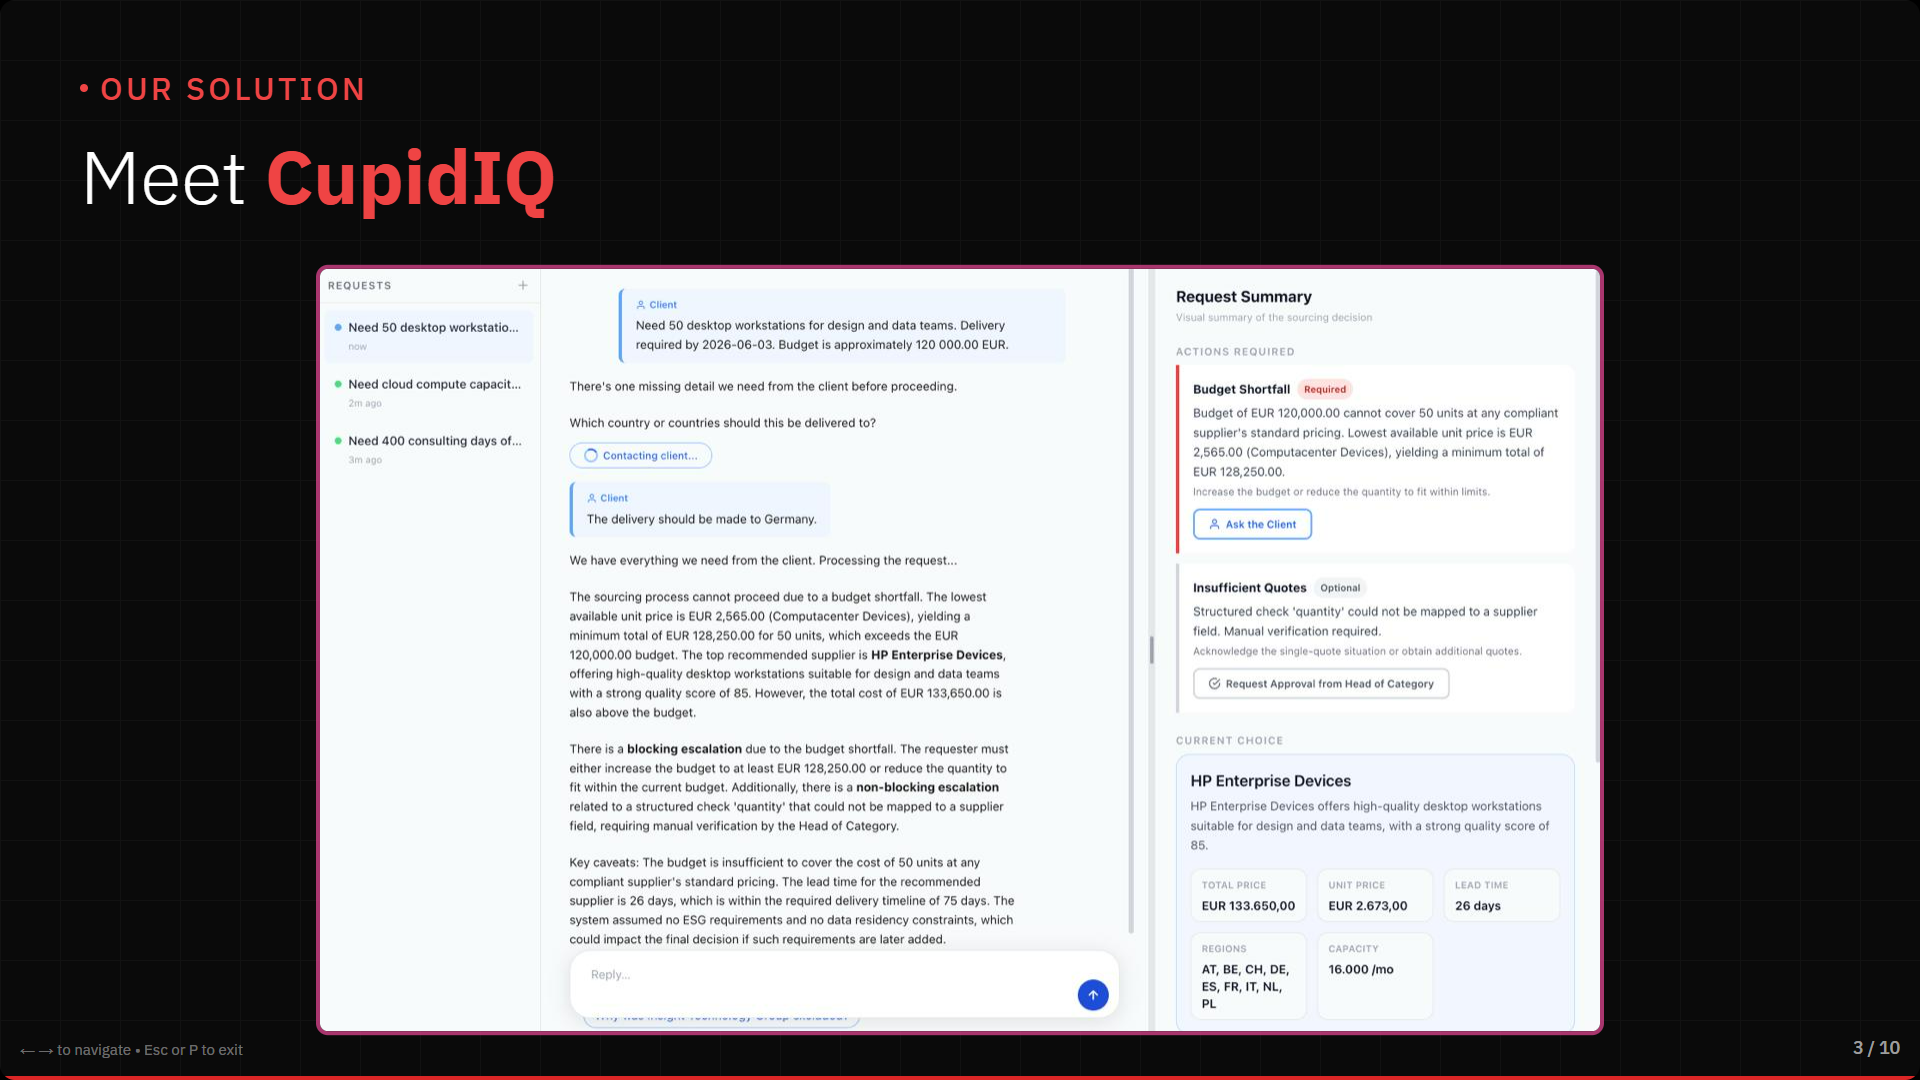 • OUR SOLUTION
Meet CupidIQ
REQUESTS
+
Need 50 desktop workstatio...
now
Need cloud compute capacit...
2m ago
Need 400 consulting days of...
3m ago
Client
Need 50 desktop workstations for design and data teams. Delivery
required by 2026-06-03. Budget is approximately 120 000.00 EUR.
There's one missing detail we need from the client before proceeding.
Which country or countries should this be delivered to?
Contacting client...
Client
The delivery should be made to Germany.
We have everything we need from the client. Processing the request...
The sourcing process cannot proceed due to a budget shortfall. The lowest
available unit price is EUR 2,565.00 (Computacenter Devices), yielding a
minimum total of EUR 128,250.00 for 50 units, which exceeds the EUR
120,000.00 budget. The top recommended supplier is HP Enterprise Devices,
offering high-quality desktop workstations suitable for design and data teams
with a strong quality score of 85. However, the total cost of EUR 133,650.00 is
also above the budget.
There is a blocking escalation due to the budget shortfall. The requester must
either increase the budget to at least EUR 128,250.00 or reduce the quantity to
fit within the current budget. Additionally, there is a non-blocking escalation
related to a structured check 'quantity' that could not be mapped to a supplier
field, requiring manual verification by the Head of Category.
Key caveats: The budget is insufficient to cover the cost of 50 units at any
compliant supplier's standard pricing. The lead time for the recommended
supplier is 26 days, which is within the required delivery timeline of 75 days. The
system assumed no ESG requirements and no data residency constraints, which
could impact the final decision if such requirements are later added.
Reply...
Request Summary
Visual summary of the sourcing decision
ACTIONS REQUIRED
Budget Shortfall Required
Budget of EUR 120,000.00 cannot cover 50 units at any compliant
supplier's standard pricing. Lowest available unit price is EUR
2,565.00 (Computacenter Devices), yielding a minimum total of
EUR 128,250.00.
Increase the budget or reduce the quantity to fit within limits.
Ask the Client
Insufficient Quotes Optional
Structured check 'quantity' could not be mapped to a supplier
field. Manual verification required.
Acknowledge the single-quote situation or obtain additional quotes.
Request Approval from Head of Category
CURRENT CHOICE
HP Enterprise Devices
HP Enterprise Devices offers high-quality desktop workstations
suitable for design and data teams, with a strong quality score of
85.
TOTAL PRICE
EUR 133.650,00
UNIT PRICE
EUR 2.673,00
LEAD TIME
26 days
REGIONS
AT, BE, CH, DE,
ES, FR, IT, NL,
PL
CAPACITY
16.000 /mo
←→ to navigate • Esc or P to exit
3 / 10